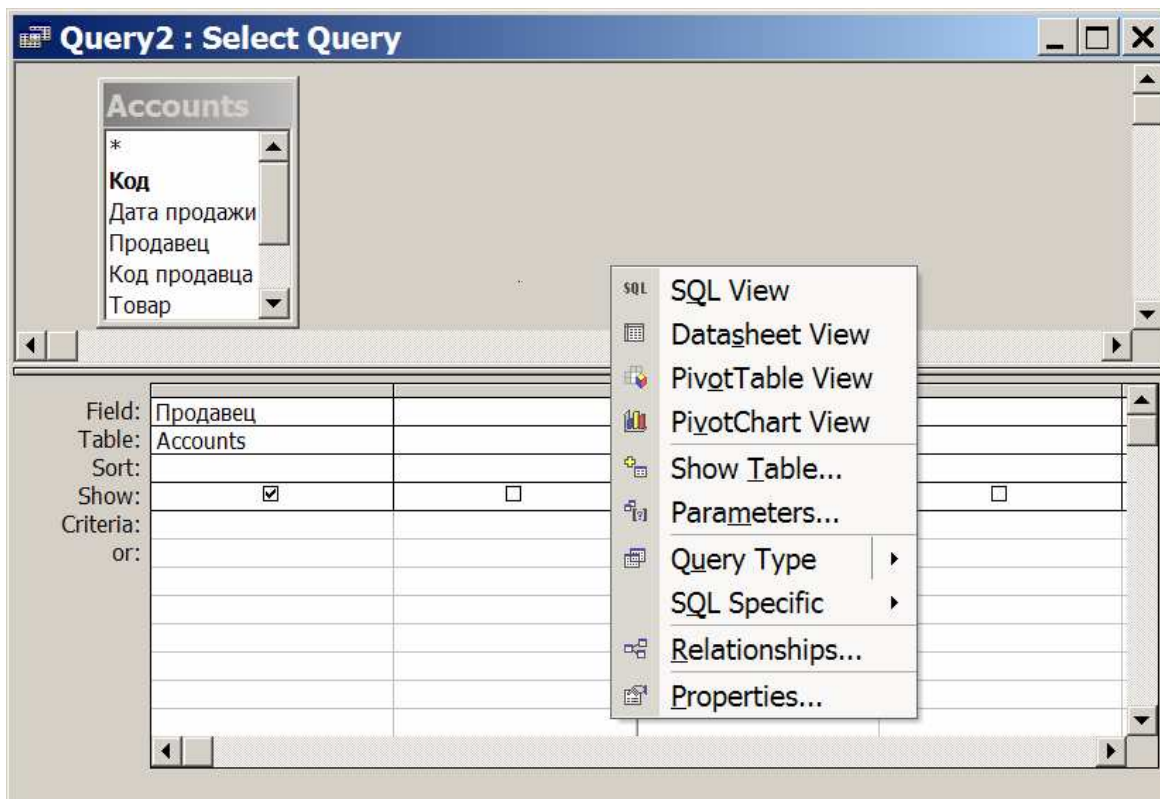 Query2 : Select Query
Accounts
*
Код
Дата продажи
Продавец
Код продавца
Товар
SQL SQL View
Datasheet View
PivotTable View
PivotChart View
Show Table...
Parameters...
Query Type
SQL Specific
Relationships...
Properties...
Field: Продавец
Table: Accounts
Sort:
Show:
Criteria:
or: